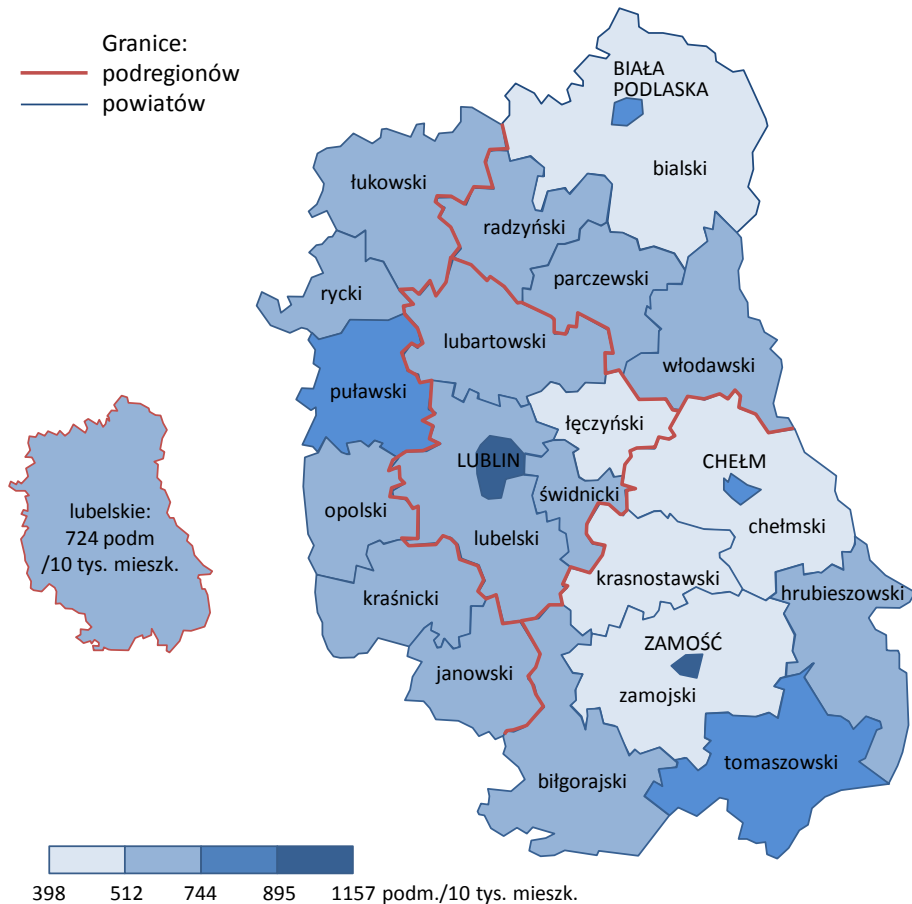 Granice:
podregionów
powiatów
BIAŁA
PODLASKA
bialski
łukowski
radzyński
parczewski
rycki
lubartowski
włodawski
puławski
łęczyński
LUBLIN
CHEŁM
świdnicki
opolski
chełmski
lubelski
lubelskie:
724 podm
/10 tys. mieszk.
krasnostawski
hrubieszowski
kraśnicki
ZAMOŚĆ
janowski
zamojski
tomaszowski
biłgorajski
398 512 744 895 1157 podm./10 tys. mieszk.